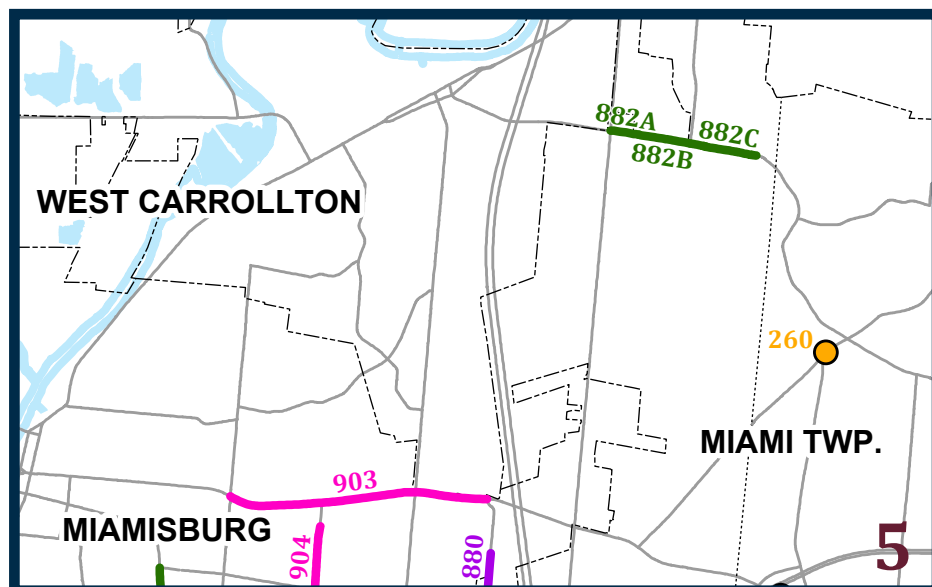 882A
882C
882B
WEST CARROLLTON
260
MIAMI TWP.
903
MIAMISBURG
904
880
5